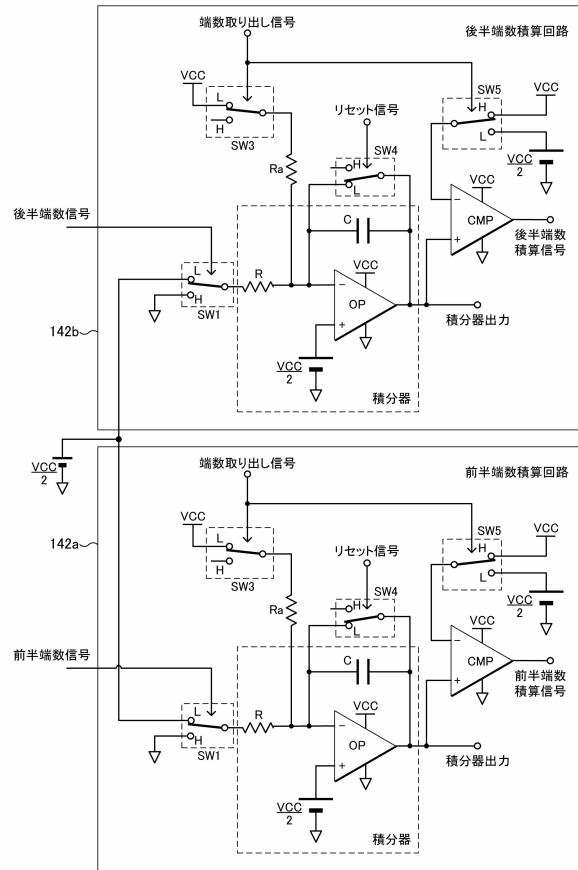 端数取り出し信号
後半端数積算回路
VCC
L
H
SW3
リセット信号
H
L
SW4
SW5
H
L
VCC
VCC
2
Ra
後半端数信号
C
VCC
CMP
−
+
後半端数
積算信号
L
H
SW1
R
VCC
−
OP
+
積分器出力
VCC
2
積分器
142b
VCC
2
端数取り出し信号
前半端数積算回路
VCC
L
H
SW3
リセット信号
H
L
SW4
SW5
H
L
VCC
VCC
2
142a
Ra
前半端数信号
C
VCC
CMP
−
+
前半端数
積算信号
L
H
SW1
R
VCC
−
OP
+
積分器出力
VCC
2
積分器